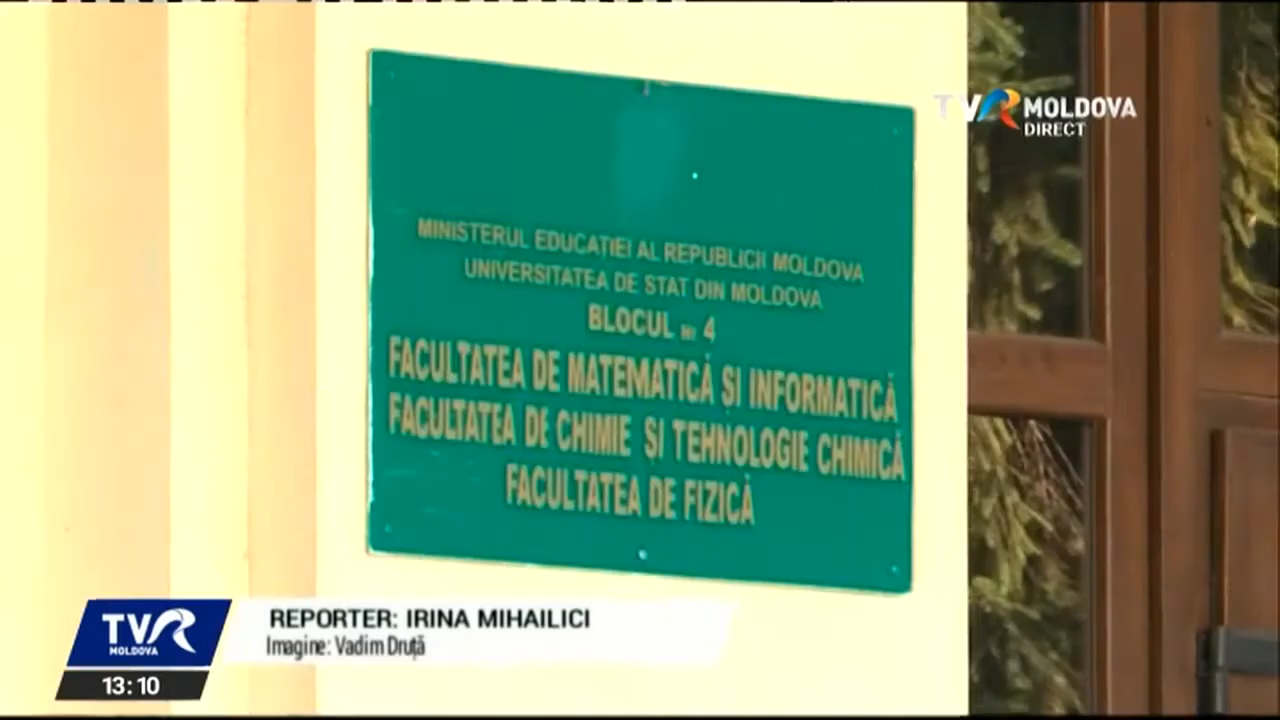 TVR MOLDOVA
DIRECT
MINISTERUL EDUCAȚIEI AL REPUBLICII MOLDOVA
UNIVERSITATEA DE STAT DIN MOLDOVA
BLOCUL nr. 4
FACULTATEA DE MATEMATICĂ ȘI INFORMATICĂ
FACULTATEA DE CHIMIE ȘI TEHNOLOGIE CHIMICĂ
FACULTATEA DE FIZICĂ
TVR
MOLDOVA
REPORTER: IRINA MIHAILICI
Imagine: Vadim Druță
13:10